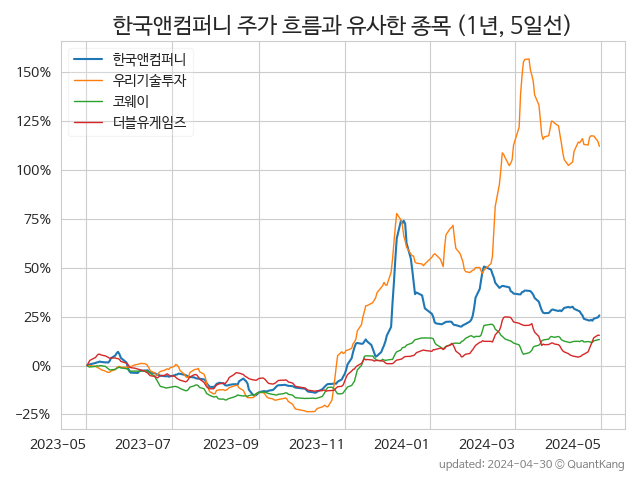 한국앤컴퍼니 주가 흐름과 유사한 종목 (1년, 5일선)
한국앤컴퍼니
우리기술투자
코웨이
더블유게임즈
150%
125%
100%
75%
50%
25%
0%
−25%
2023-05 2023-07 2023-09 2023-11 2024-01 2024-03 2024-05
updated: 2024-04-30 © QuantKang